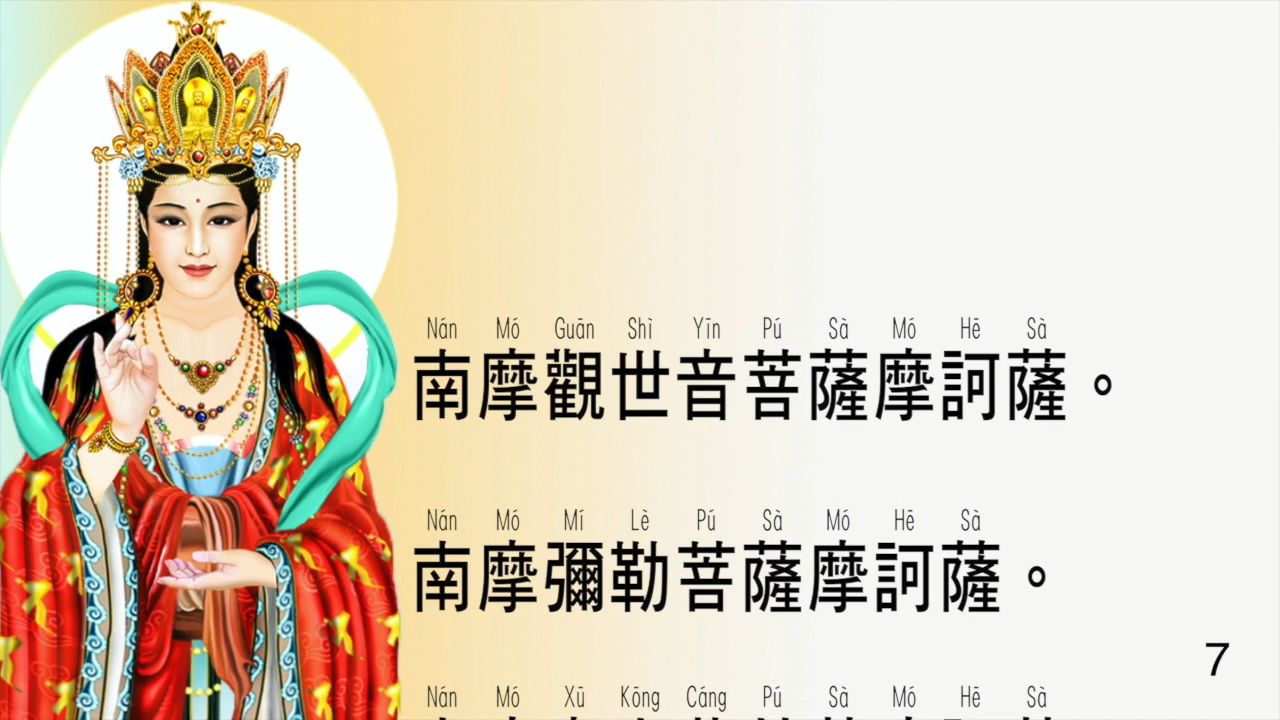 Nán Mó Guān Shì Yīn Pú Sà Mó Hē Sà
南摩觀世音菩薩摩訶薩。
Nán Mó Mí Lè Pú Sà Mó Hē Sà
南摩彌勒菩薩摩訶薩。
7
Nán Mó Xū Kōng Cáng Pú Sà Mó Hē Sà